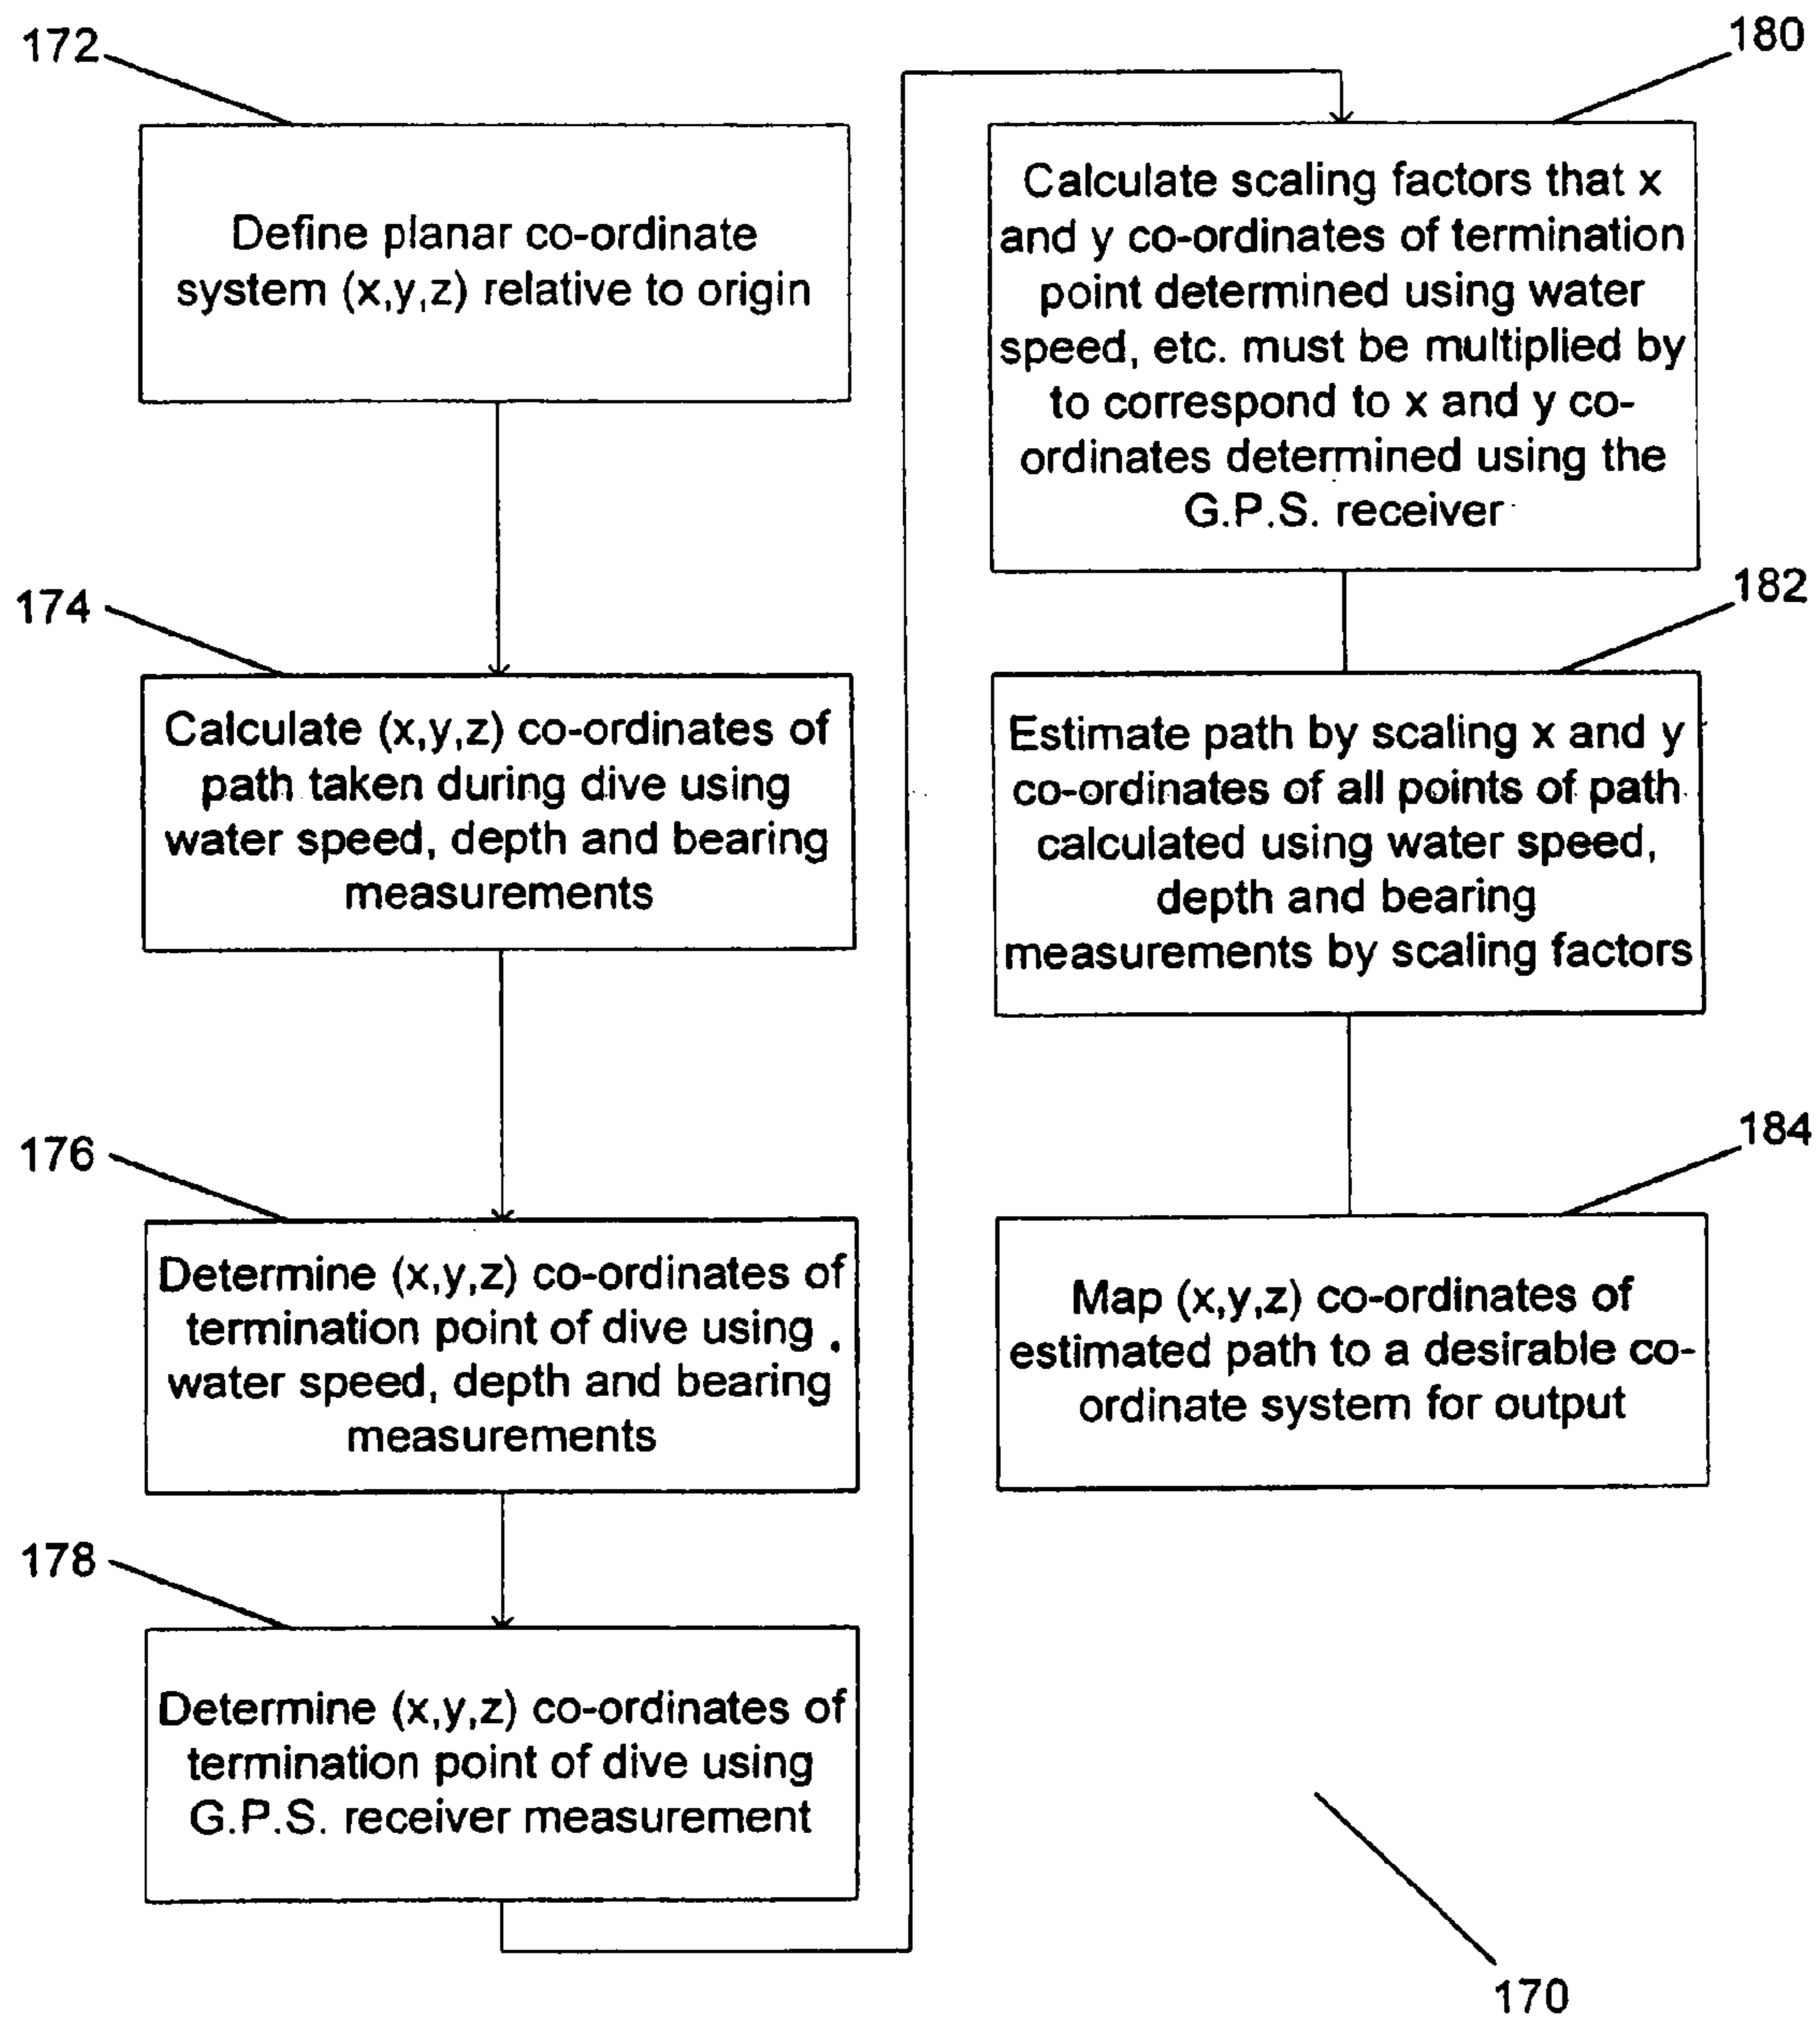 172
Define planar co-ordinate
system (x,y,z) relative to origin
174
Calculate (x,y,z) co-ordinates of
path taken during dive using
water speed, depth and bearing
measurements
176
Determine (x,y,z) co-ordinates of
termination point of dive using
water speed, depth and bearing
measurements
178
Determine (x,y,z) co-ordinates of
termination point of dive using
G.P.S. receiver measurement
180
Calculate scaling factors that x
and y co-ordinates of termination
point determined using water
speed, etc. must be multiplied by
to correspond to x and y co-
ordinates determined using the
G.P.S. receiver
182
Estimate path by scaling x and y
co-ordinates of all points of path
calculated using water speed,
depth and bearing
measurements by scaling factors
184
Map (x,y,z) co-ordinates of
estimated path to a desirable co-
ordinate system for output
170